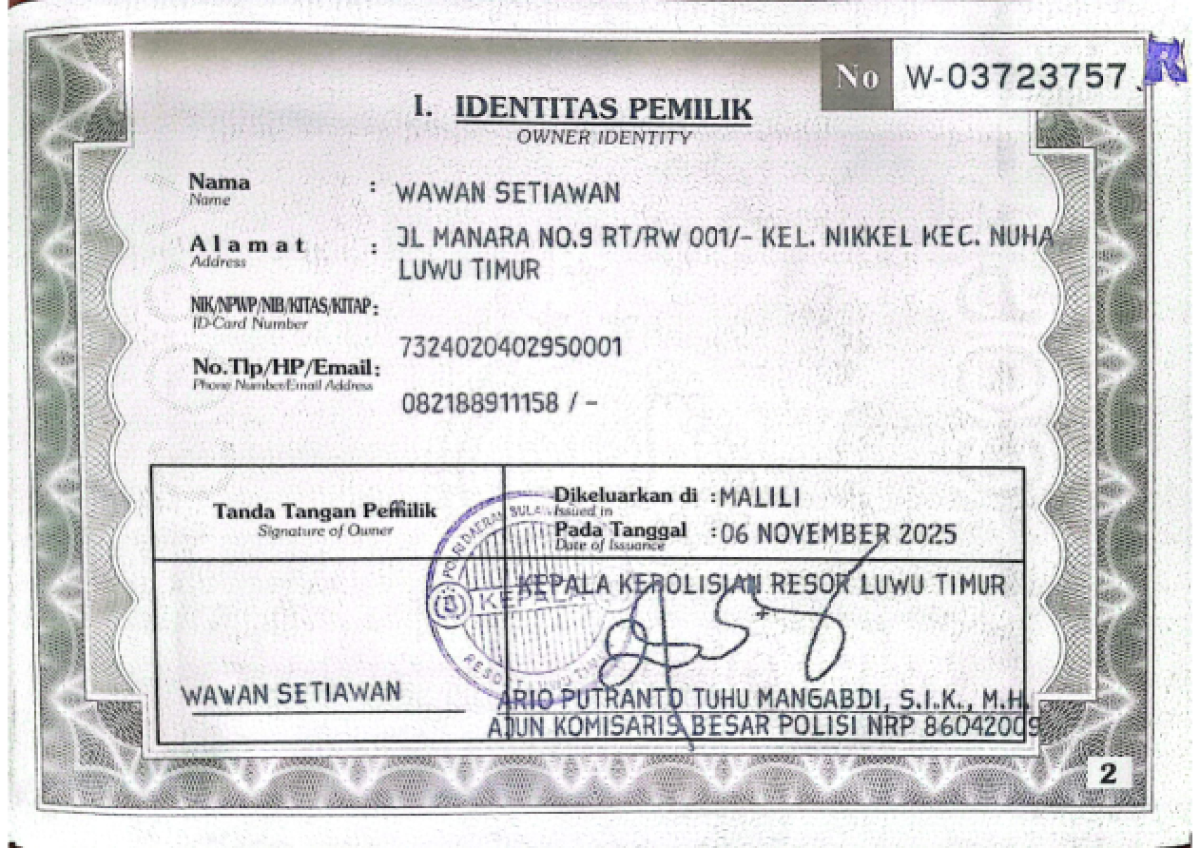 No W-03723757 R
I. IDENTITAS PEMILIK
OWNER IDENTITY
Nama : WAWAN SETIAWAN
Name
Alamat : JL MANARA NO.9 RT/RW 001/- KEL. NIKKEL KEC. NUHA
Address
LUWU TIMUR
NIK/NPWP/NIB/KITAS/KITAP :
ID-Card Number
7324020402950001
No.Tlp/HP/Email :
Phone Number/Email Address
082188911158 / -
Tanda Tangan Pemilik
Signature of Owner
Dikeluarkan di : MALILI
Issued in
Pada Tanggal : 06 NOVEMBER 2025
Date of Issuance
KEPALA KEPOLISIAN RESOR LUWU TIMUR
KEPALA
RESOR LUWU TIMUR
WAWAN SETIAWAN
ARIO PUTRANTO TUHU MANGABDI, S.I.K., M.H.
AJUN KOMISARIS BESAR POLISI NRP 86042009
2